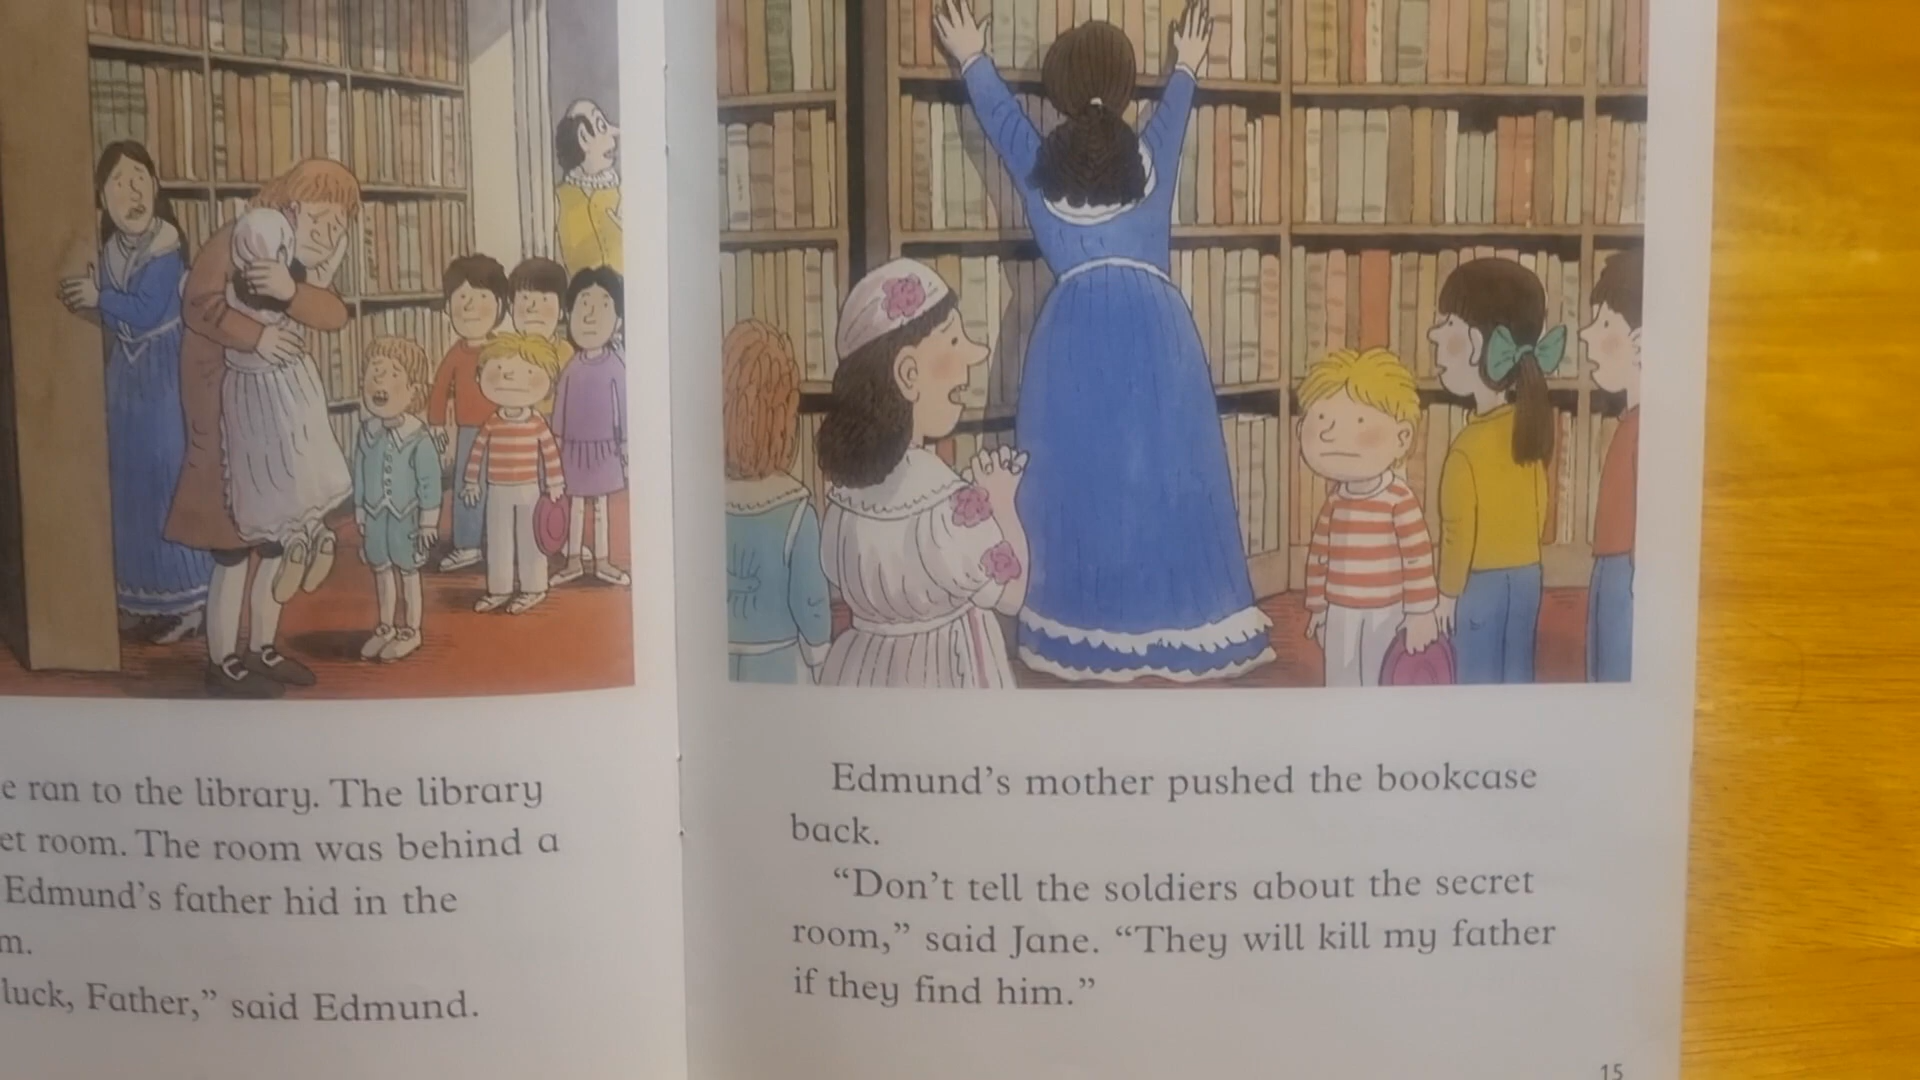 e ran to the library. The library
et room. The room was behind a
Edmund's father hid in the
m.
luck, Father," said Edmund.
Edmund's mother pushed the bookcase
back.
"Don't tell the soldiers about the secret
room," said Jane. "They will kill my father
if they find him."
15